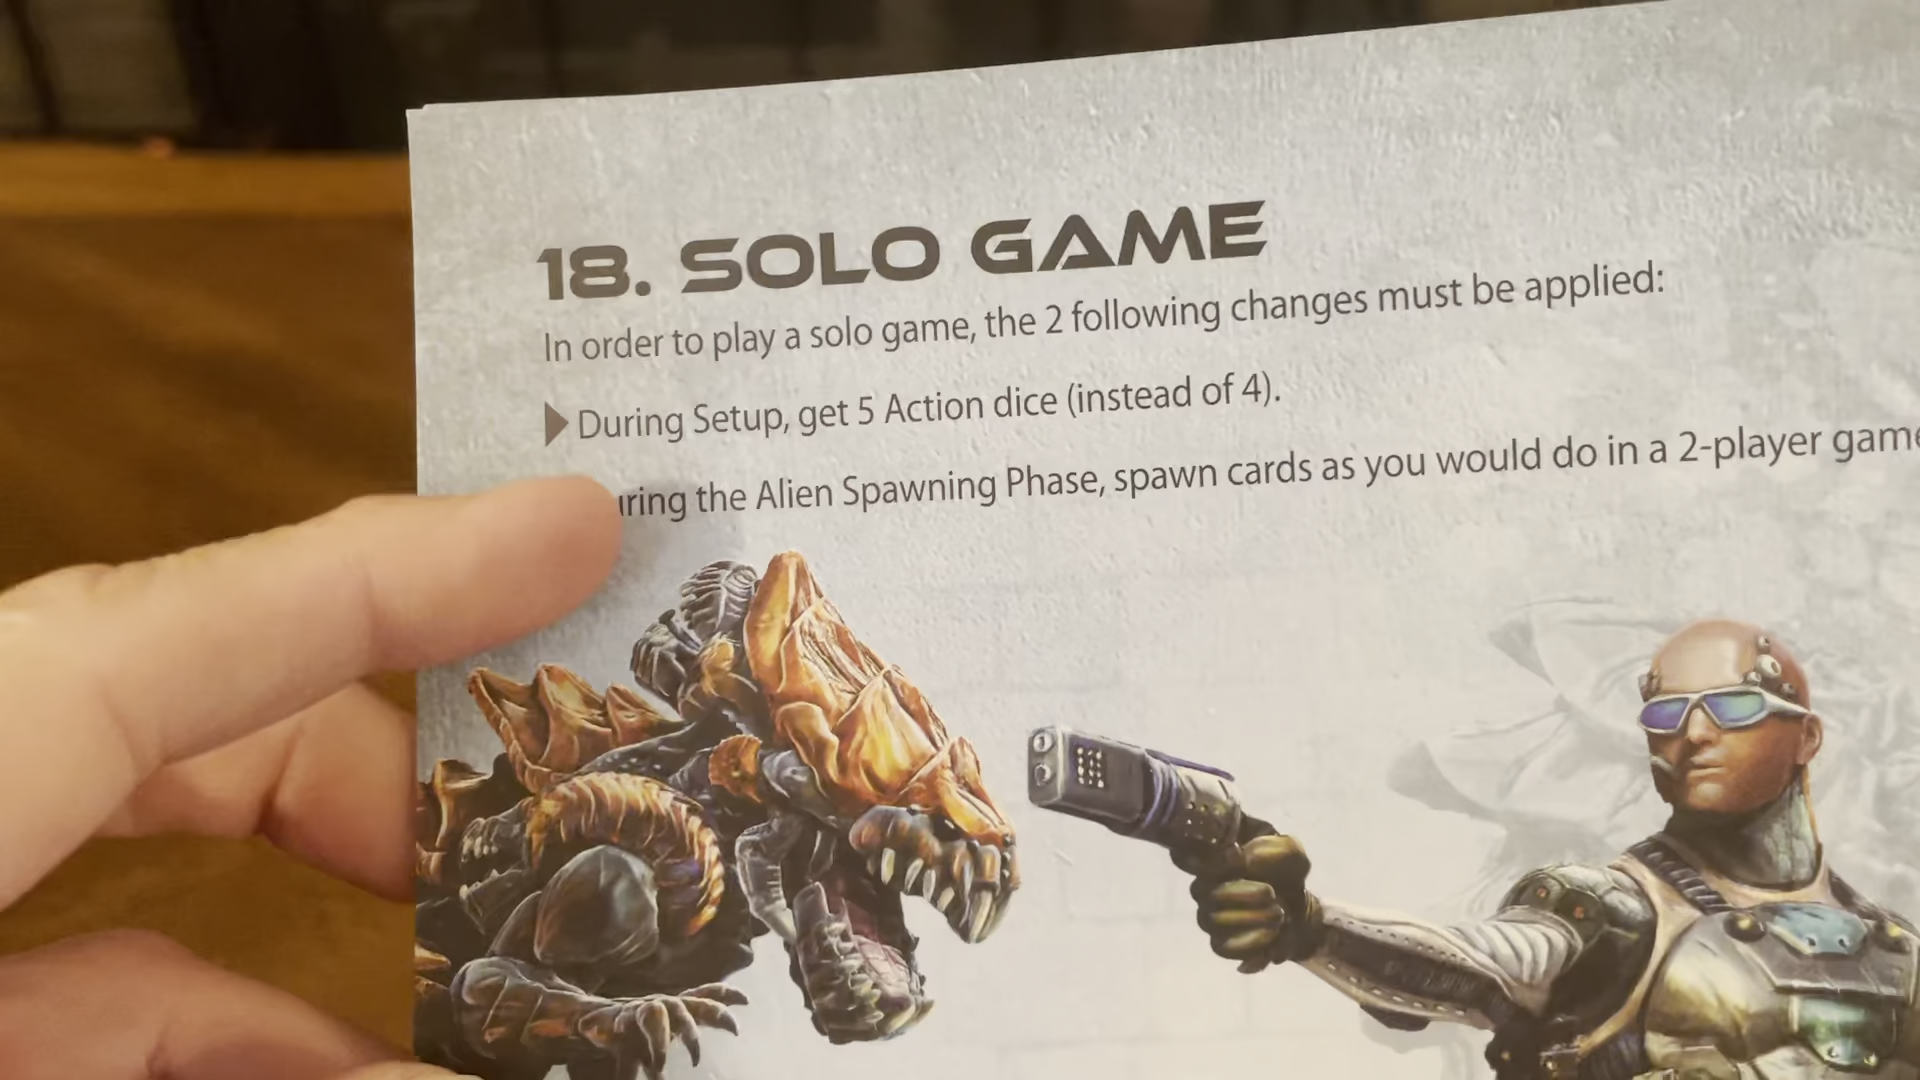 18. SOLO GAME
In order to play a solo game, the 2 following changes must be applied:
During Setup, get 5 Action dice (instead of 4).
the Alien Spawning Phase, spawn cards as you would do in a 2-player